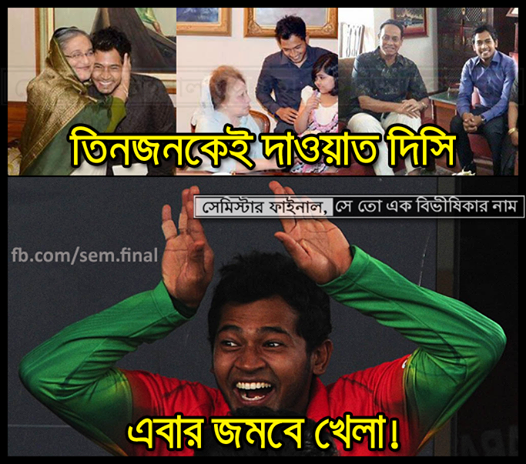 তিনজনকেই দাওয়াত দিসি
সেমিস্টার ফাইনাল, সে তো এক বিভীষিকার নাম
fb.com/sem.final
এবার জমবে খেলা!